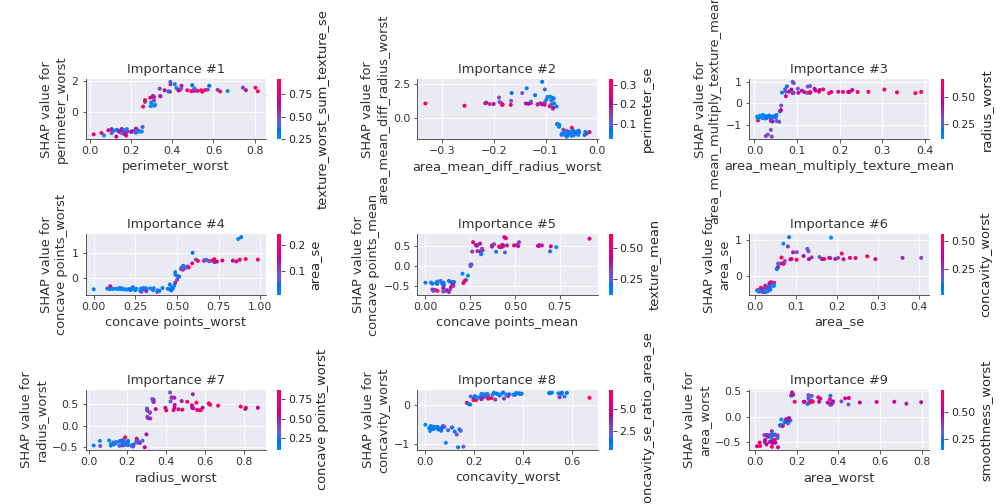 Importance #1
SHAP value for
perimeter_worst
2
0
0.0 0.2 0.4 0.6 0.8
perimeter_worst
0.75
0.50
0.25
texture_worst_sum_texture_se
Importance #2
SHAP value for
area_mean_diff_radius_worst
2.5
0.0
−0.3 −0.2 −0.1 0.0
area_mean_diff_radius_worst
0.3
0.2
0.1
perimeter_se
Importance #3
SHAP value for
area_mean_multiply_texture_mean
1
0
−1
0.0 0.1 0.2 0.3 0.4
area_mean_multiply_texture_mean
0.50
0.25
radius_worst
Importance #4
SHAP value for
concave points_worst
1
0
0.00 0.25 0.50 0.75 1.00
concave points_worst
0.2
0.1
area_se
Importance #5
SHAP value for
concave points_mean
0.5
0.0
−0.5
0.00 0.25 0.50 0.75
concave points_mean
0.50
0.25
texture_mean
Importance #6
SHAP value for
area_se
1
0
0.0 0.1 0.2 0.3 0.4
area_se
0.50
0.25
concavity_worst
Importance #7
SHAP value for
radius_worst
0.5
0.0
−0.5
0.0 0.2 0.4 0.6 0.8
radius_worst
0.75
0.50
0.25
concave points_worst
Importance #8
SHAP value for
concavity_worst
0
−1
0.0 0.2 0.4 0.6
concavity_worst
5.0
2.5
concavity_se_ratio_area_se
Importance #9
SHAP value for
area_worst
0.5
0.0
−0.5
0.0 0.2 0.4 0.6 0.8
area_worst
0.50
0.25
smoothness_worst